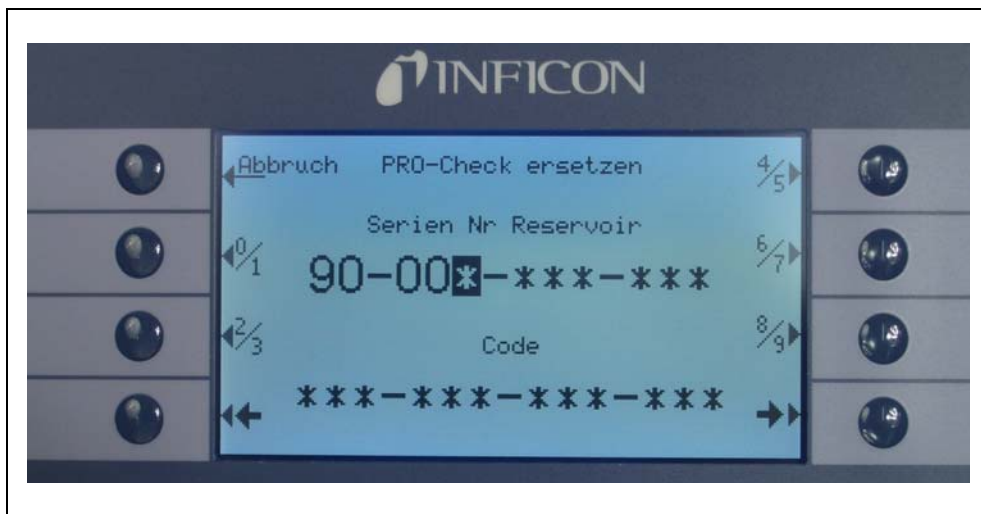 INFICON
Abbruch PRO-Check ersetzen 4/5
Serien Nr Reservoir
0/1 90-00*-***-*** 6/7
2/3 Code 8/9
← ***-***-***-*** →